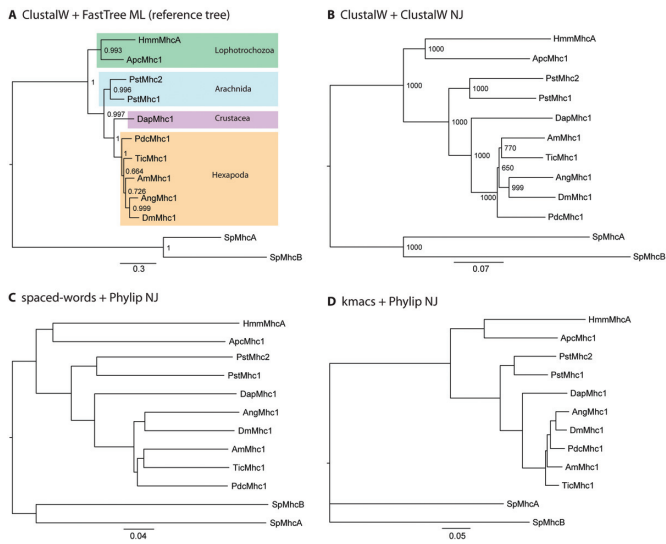 A ClustalW + FastTree ML (reference tree)
HmmMhcA
0.993
Lophotrochozoa
ApcMhc1
1
PstMhc2
0.996
Arachnida
PstMhc1
0.997
DapMhc1
Crustacea
1
PdcMhc1
1
TicMhc1
0.664
AmMhc1
Hexapoda
0.726
AngMhc1
0.999
DmMhc1
SpMhcA
1
SpMhcB
0.3
B ClustalW + ClustalW NJ
HmmMhcA
1000
ApcMhc1
1000
PstMhc2
1000
PstMhc1
1000
DapMhc1
1000
AmMhc1
770
TicMhc1
650
AngMhc1
999
DmMhc1
1000
PdcMhc1
SpMhcA
1000
SpMhcB
0.07
C spaced-words + Phylip NJ
HmmMhcA
ApcMhc1
PstMhc2
PstMhc1
DapMhc1
AngMhc1
DmMhc1
AmMhc1
TicMhc1
PdcMhc1
SpMhcB
SpMhcA
0.04
D kmacs + Phylip NJ
HmmMhcA
ApcMhc1
PstMhc2
PstMhc1
DapMhc1
AngMhc1
DmMhc1
PdcMhc1
AmMhc1
TicMhc1
SpMhcA
SpMhcB
0.05